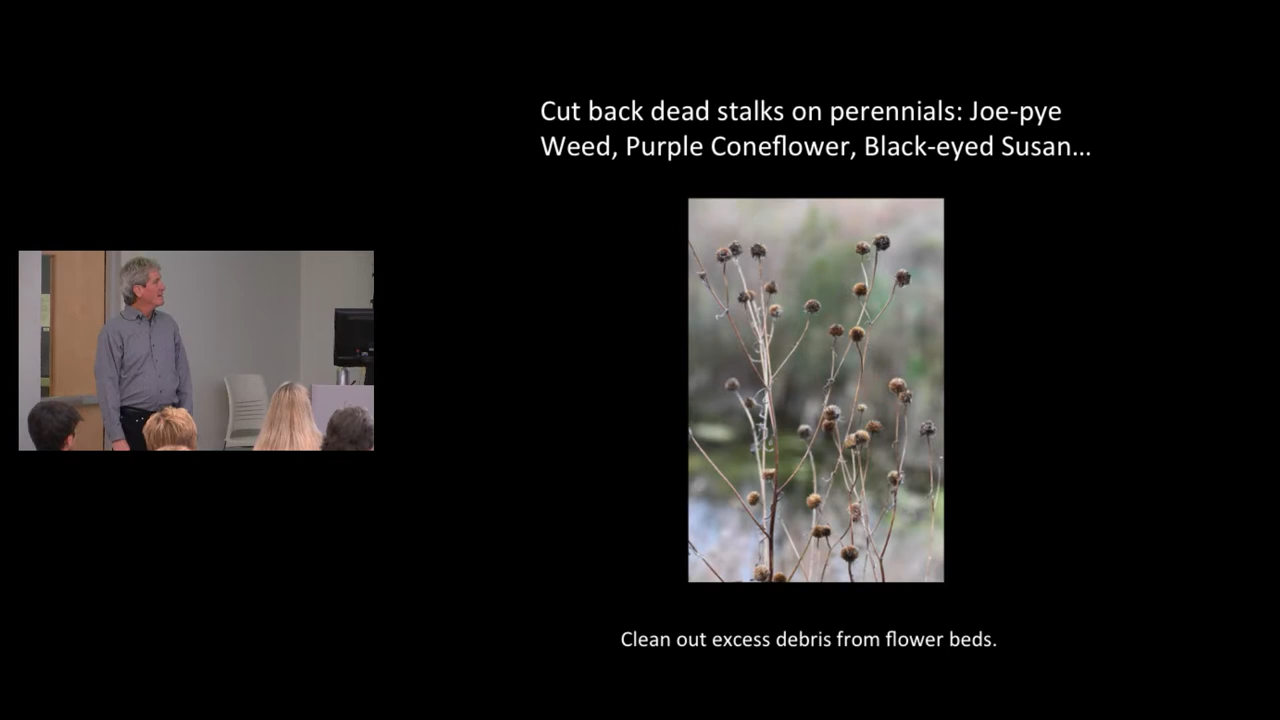 Cut back dead stalks on perennials: Joe-pye
Weed, Purple Coneflower, Black-eyed Susan...
Clean out excess debris from flower beds.